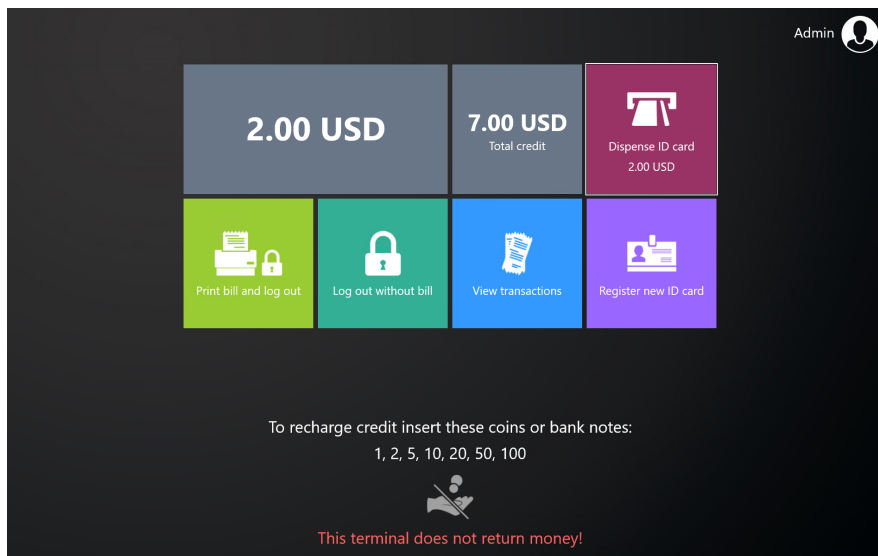 Admin
2.00 USD
7.00 USD
Total credit
Dispense ID card
2.00 USD
Print bill and log out
Log out without bill
View transactions
Register new ID card
To recharge credit insert these coins or bank notes:
1, 2, 5, 10, 20, 50, 100
This terminal does not return money!